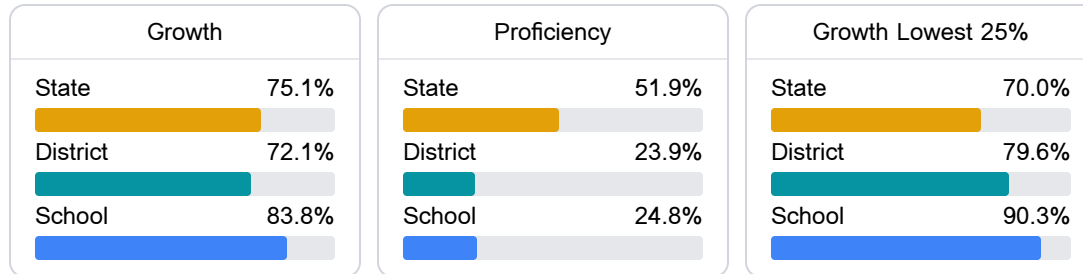 Growth
State 75.1%
District 72.1%
School 83.8%
Proficiency
State 51.9%
District 23.9%
School 24.8%
Growth Lowest 25%
State 70.0%
District 79.6%
School 90.3%